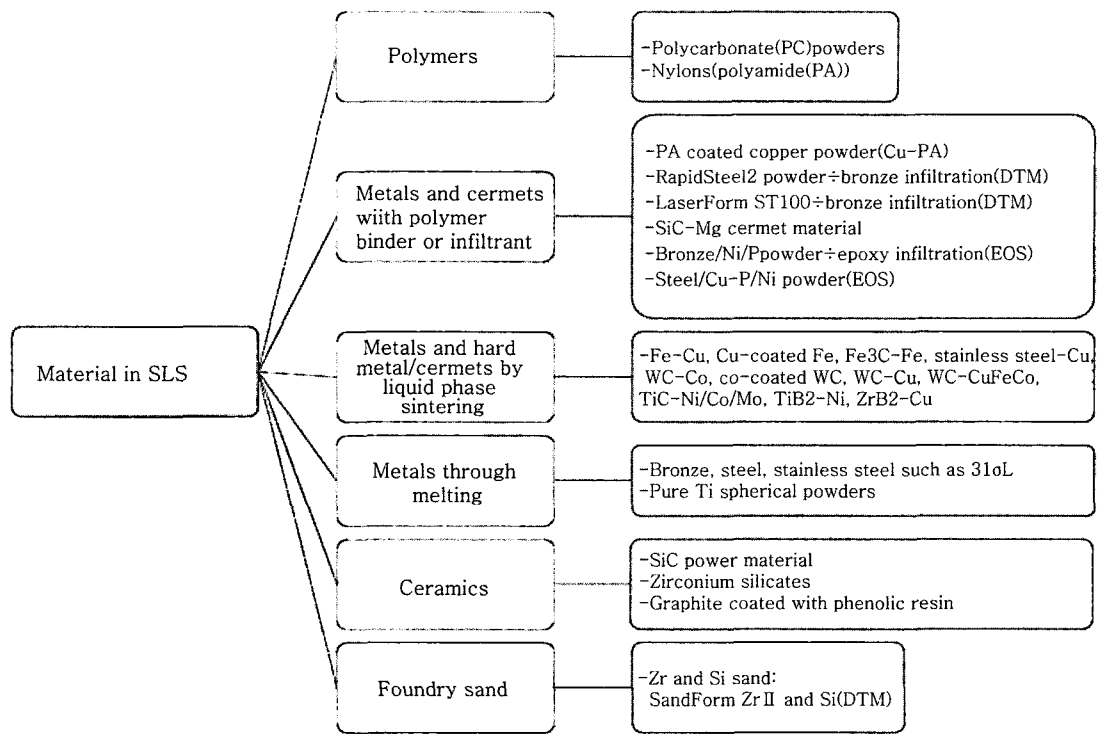 Material in SLS
Polymers
-Polycarbonate(PC)powders
-Nylons(polyamide(PA))
Metals and cermets
wiith polymer
binder or infiltrant
-PA coated copper powder(Cu-PA)
-RapidSteel2 powder÷bronze infiltration(DTM)
-LaserForm ST100÷bronze infiltration(DTM)
-SiC-Mg cermet material
-Bronze/Ni/Ppowder÷epoxy infiltration(EOS)
-Steel/Cu-P/Ni powder(EOS)
Metals and hard
metal/cermets by
liquid phase
sintering
-Fe-Cu, Cu-coated Fe, Fe3C-Fe, stainless steel-Cu,
WC-Co, co-coated WC, WC-Cu, WC-CuFeCo,
TiC-Ni/Co/Mo, TiB2-Ni, ZrB2-Cu
Metals through
melting
-Bronze, steel, stainless steel such as 31σL
-Pure Ti spherical powders
Ceramics
-SiC power material
-Zirconium silicates
-Graphite coated with phenolic resin
Foundry sand
-Zr and Si sand:
SandForm ZrⅡ and Si(DTM)